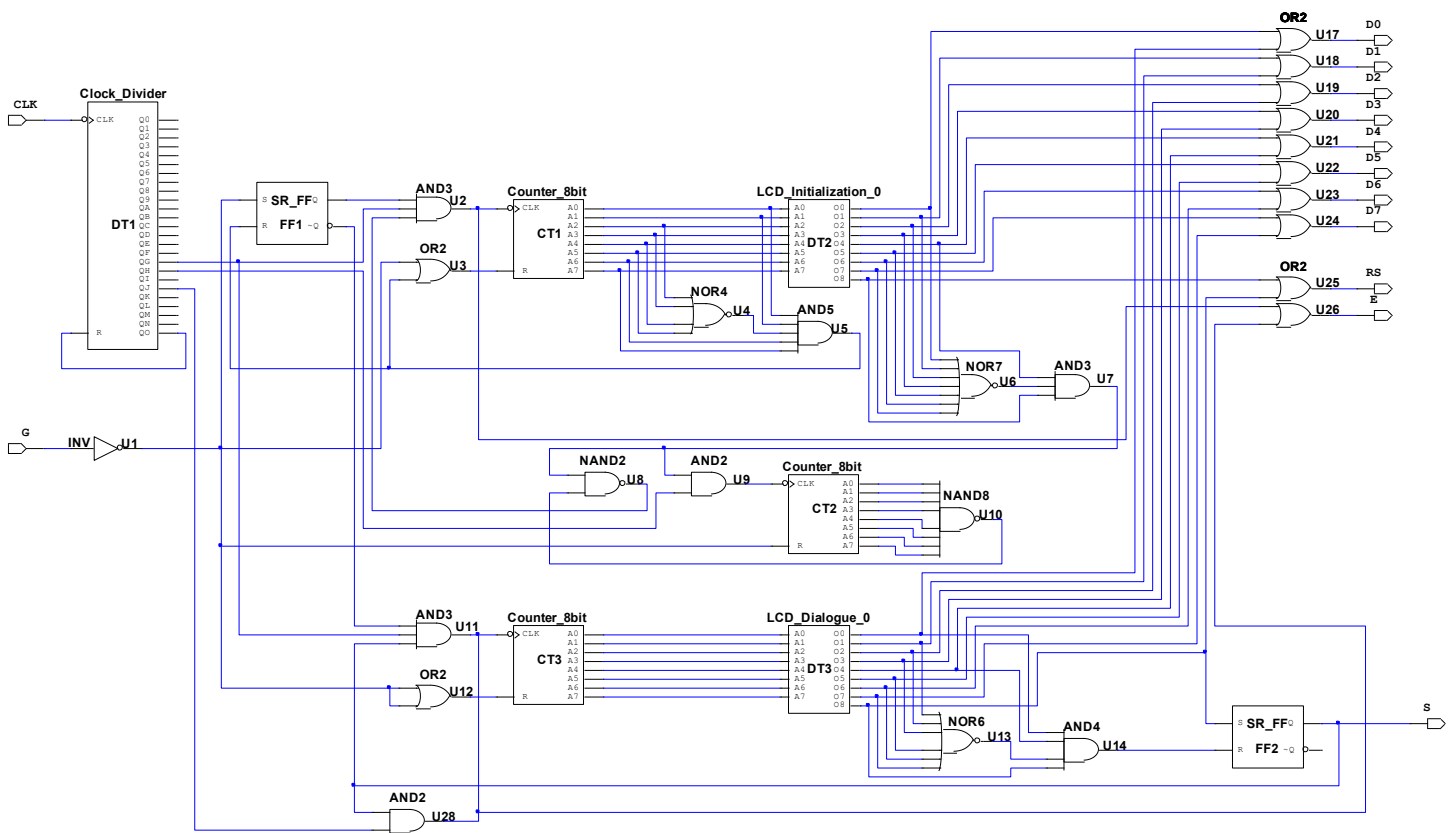 OR2
D0
U17
D1
U18
D2
U19
D3
U20
D4
U21
D5
U22
D6
U23
D7
U24
OR2
RS
U25
E
U26
Clock_Divider
CLK
CLK
Q0
Q1
Q2
Q3
Q4
Q5
Q6
Q7
Q8
Q9
QA
QB
QC
QD
QE
QF
QG
QH
QI
QJ
QK
QL
QM
QN
QO
DT1
R
S SR_FF Q
R FF1 ~Q
AND3
U2
OR2
U3
Counter_8bit
CLK
CT1
R
A0
A1
A2
A3
A4
A5
A6
A7
LCD_Initialization_0
A0 O0
A1 O1
A2 O2
A3 O3
A4 DT2 O4
A5 O5
A6 O6
A7 O7
O8
NOR4
U4
AND5
U5
NOR7
U6
AND3
U7
G
INV
U1
NAND2
U8
AND2
U9
Counter_8bit
CLK
CT2
R
A0
A1
A2
A3
A4
A5
A6
A7
NAND8
U10
AND3
U11
OR2
U12
Counter_8bit
CLK
CT3
R
A0
A1
A2
A3
A4
A5
A6
A7
LCD_Dialogue_0
A0 O0
A1 O1
A2 O2
A3 O3
A4 DT3 O4
A5 O5
A6 O6
A7 O7
O8
NOR6
U13
AND4
U14
S SR_FF Q
R FF2 ~Q
S
AND2
U28